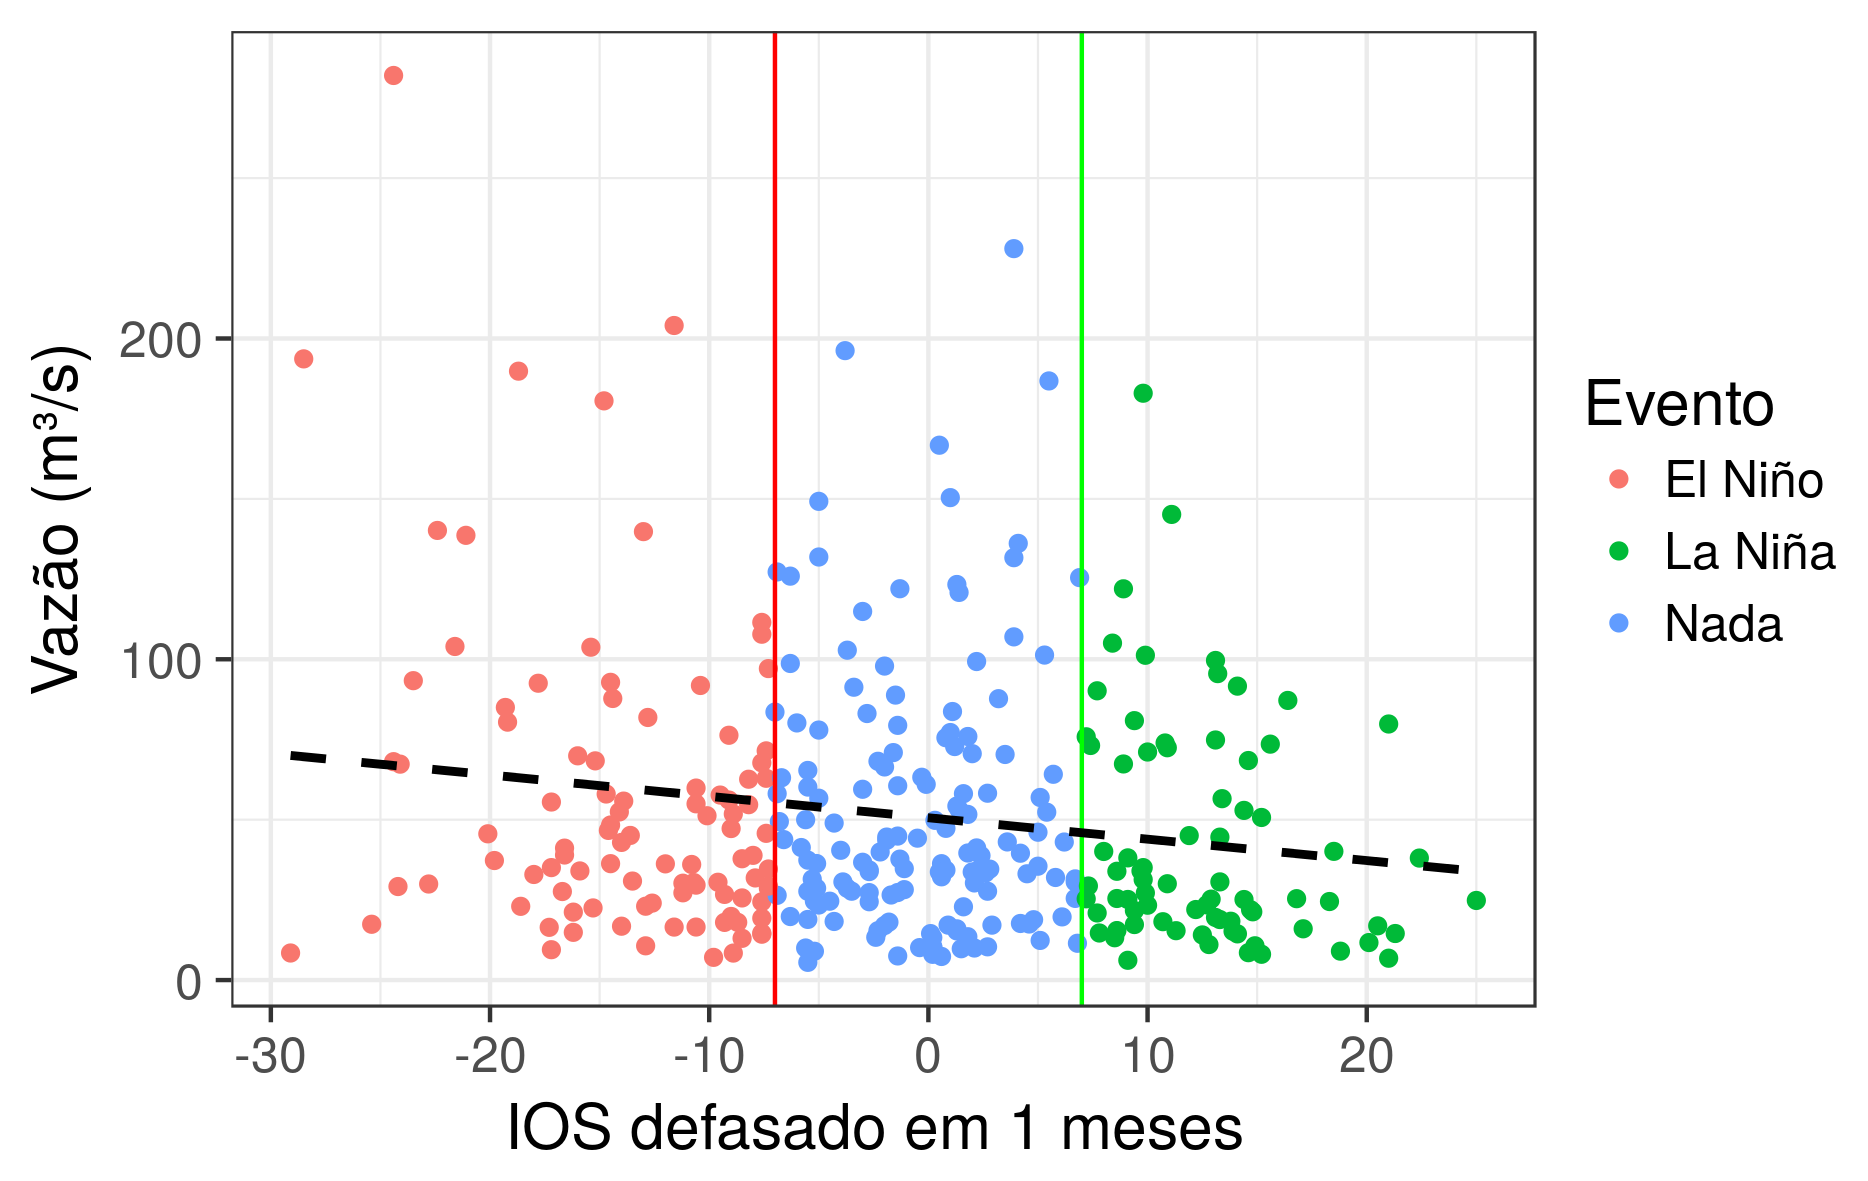 Vazão (m³/s)
200
100
0
-30 -20 -10 0 10 20
IOS defasado em 1 meses
Evento
El Niño
La Niña
Nada